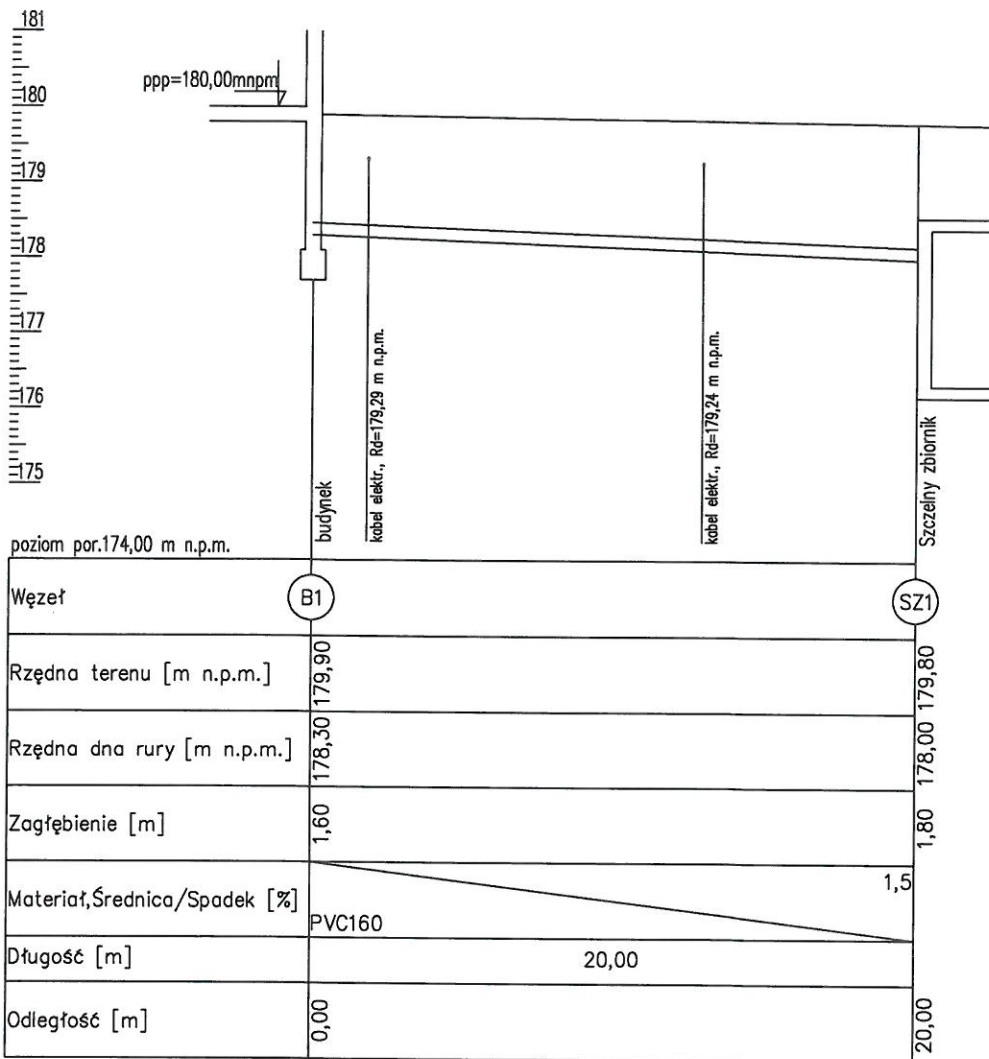 181
ppp=180,00mnpm
180
179
178
177
176
175
kabel elektr., Rd=179,29 m n.p.m.
kabel elektr., Rd=179,24 m n.p.m.
budynek
Szczelny zbiornik
poziom por.174,00 m n.p.m.
Węzeł B1 SZ1
Rzędna terenu [m n.p.m.] 179,90 179,80
Rzędna dna rury [m n.p.m.] 178,30 178,00
Zagłębienie [m] 1,60 1,80
Materiał,Średnica/Spadek [%] PVC160 1,5
Długość [m] 20,00
Odległość [m] 0,00 20,00